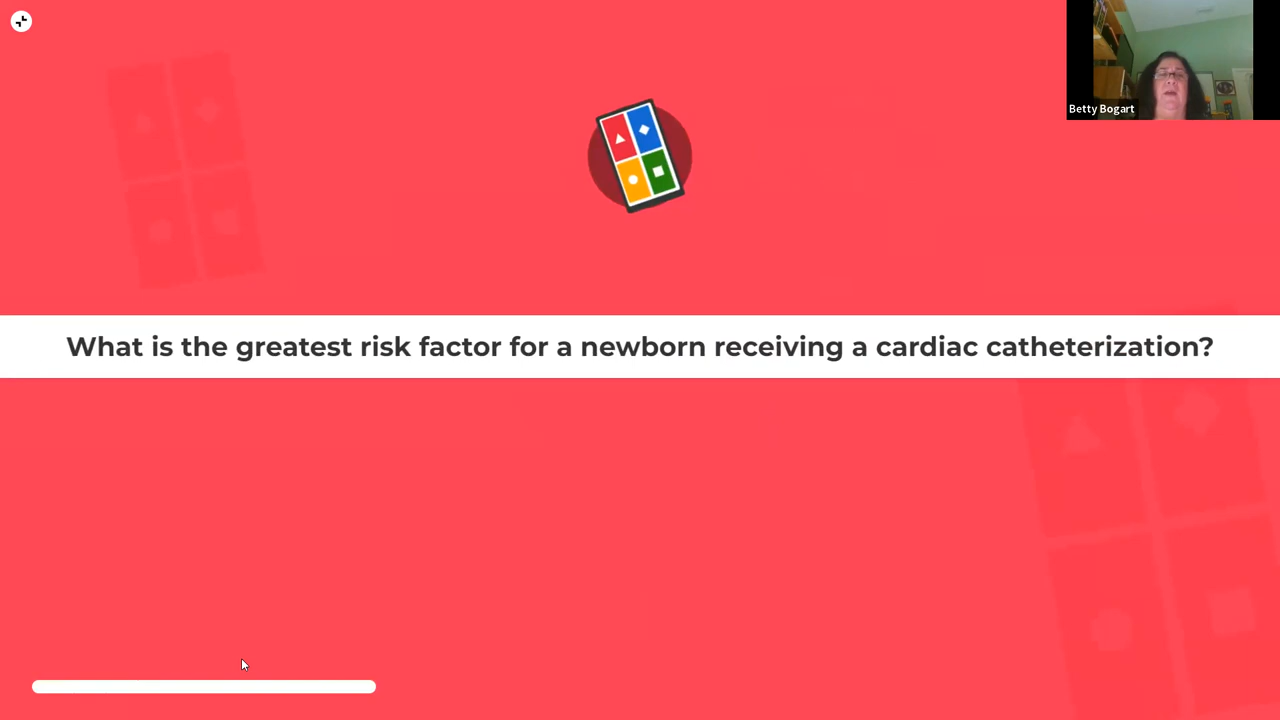 Betty Bogart
What is the greatest risk factor for a newborn receiving a cardiac catheterization?